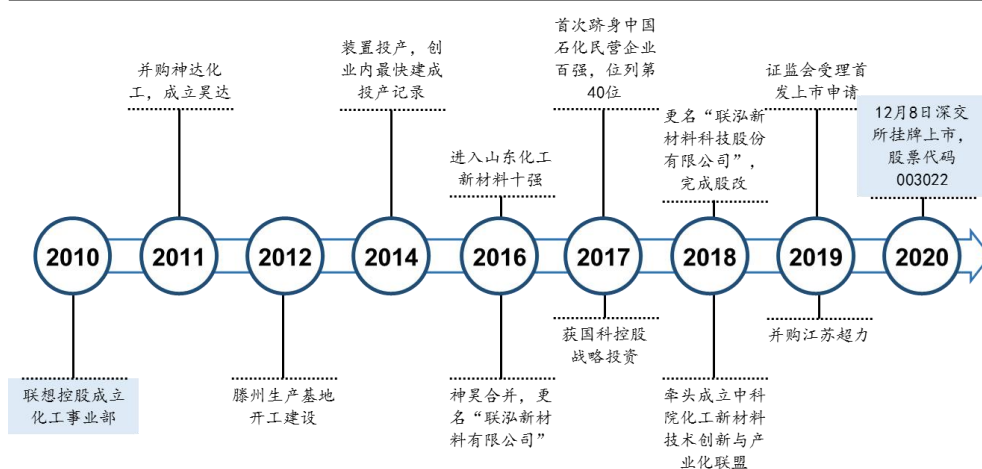 并购神达化
工，成立昊达
装置投产，创
业内最快建成
投产记录
进入山东化工
新材料十强
首次跻身中国
石化民营企业
百强，位列第
40位
更名“联泓新
材料科技股份
有限公司”，
完成股改
证监会受理首
发上市申请
12月8日深交
所挂牌上市，
股票代码
003022
2010
2011
2012
2014
2016
2017
2018
2019
2020
联想控股成立
化工事业部
滕州生产基地
开工建设
神昊合并，更
名“联泓新材
料有限公司”
获国科控股
战略投资
牵头成立中科
院化工新材料
技术创新与产
业化联盟
并购江苏超力